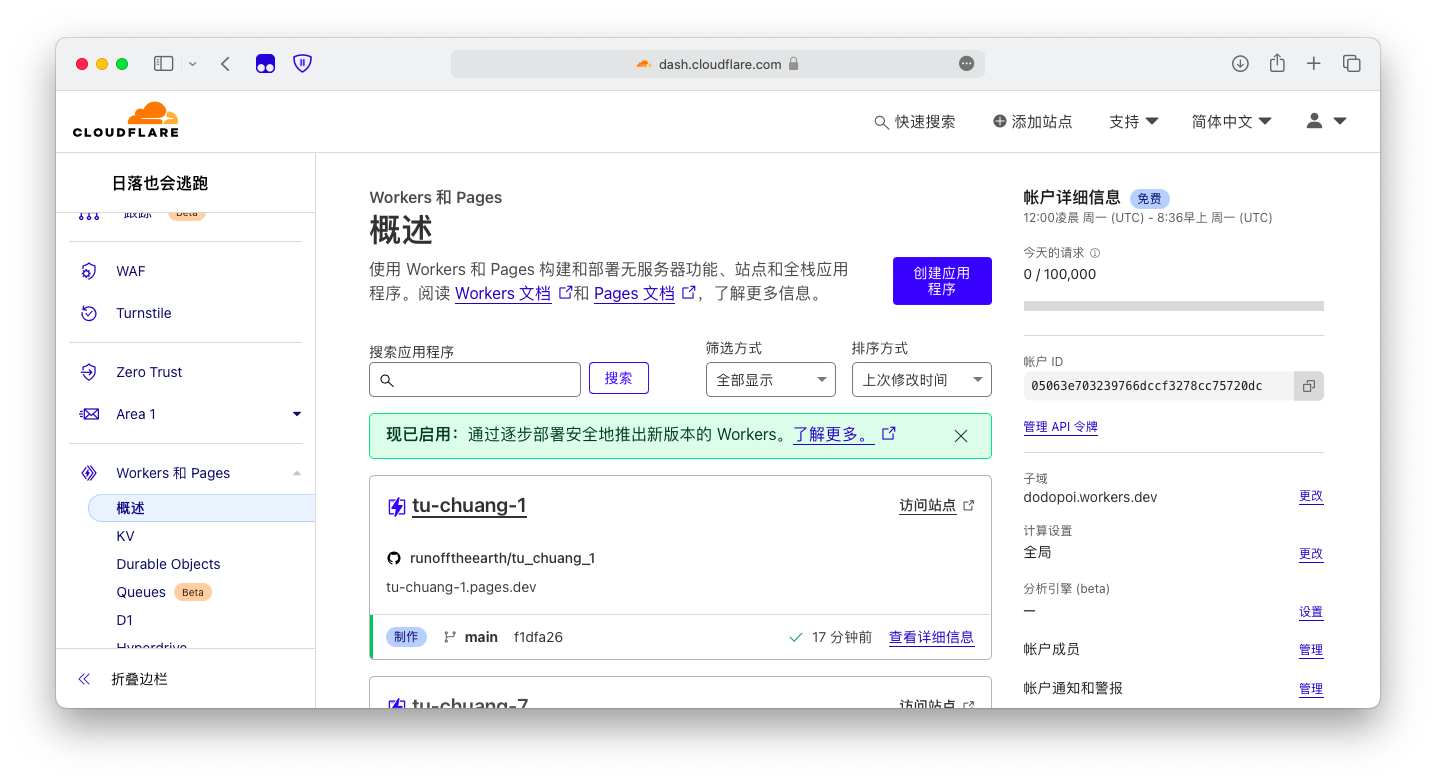 dash.cloudflare.com
CLOUDFLARE
快速搜索
添加站点
支持
简体中文
日落也会逃跑
跟踪 Beta
WAF
Turnstile
Zero Trust
Area 1
Workers 和 Pages
概述
KV
Durable Objects
Queues Beta
D1
Hyperdrive
折叠边栏
Workers 和 Pages
概述
使用 Workers 和 Pages 构建和部署无服务器功能、站点和全栈应用
程序。阅读 Workers 文档 和 Pages 文档，了解更多信息。
创建应用
程序
搜索应用程序
搜索
筛选方式
全部显示
排序方式
上次修改时间
现已启用：通过逐步部署安全地推出新版本的 Workers。了解更多。
tu-chuang-1
访问站点
runofftheearth/tu_chuang_1
tu-chuang-1.pages.dev
制作 main f1dfa26
17 分钟前 查看详细信息
tu-chuang-7
访问站点
帐户详细信息 免费
12:00凌晨 周一 (UTC) - 8:36早上 周一 (UTC)
今天的请求
0 / 100,000
帐户 ID
05063e703239766dccf3278cc75720dc
管理 API 令牌
子域
dodopoi.workers.dev 更改
计算设置
全局 更改
分析引擎 (beta)
— 设置
帐户成员 管理
帐户通知和警报 管理